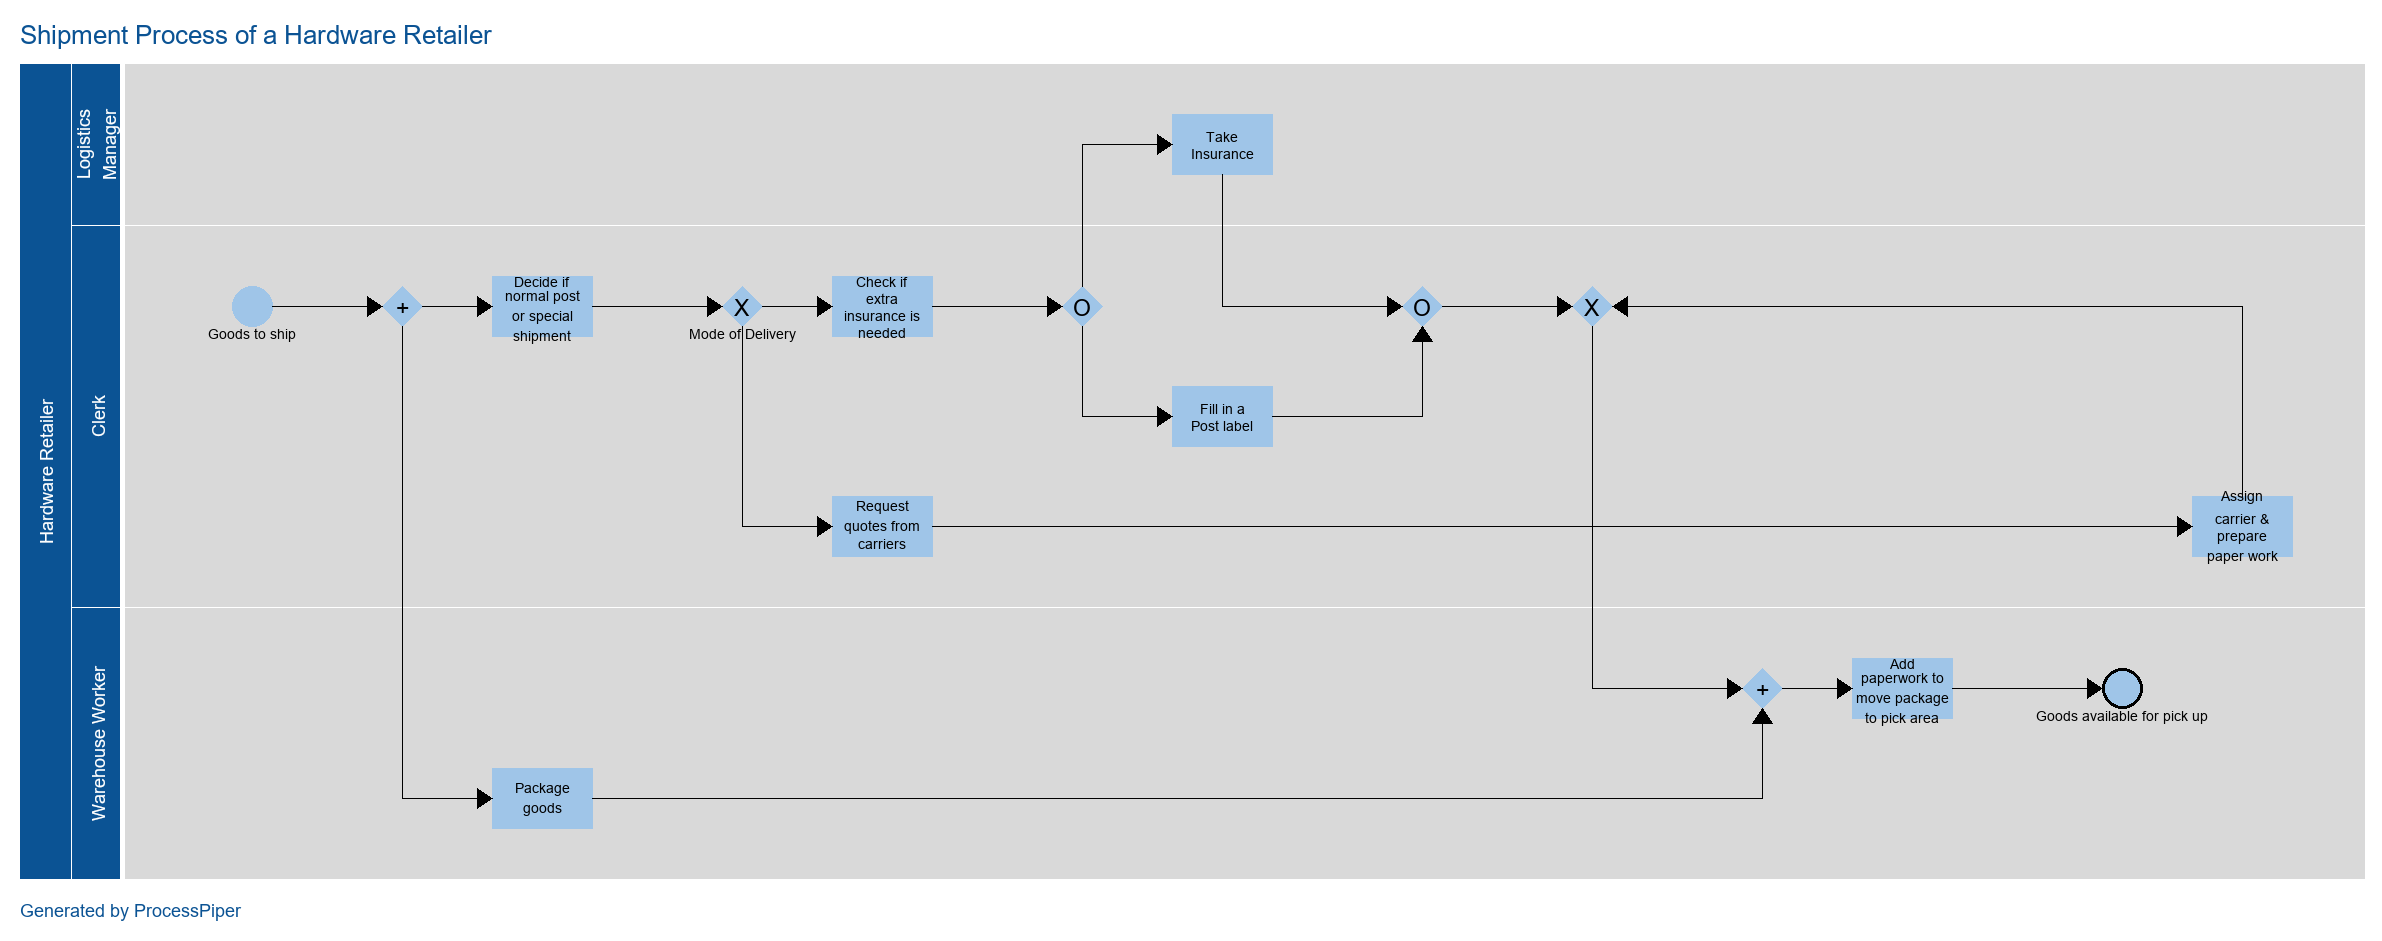 Shipment Process of a Hardware Retailer
Hardware Retailer
Logistics
Manager
Take
Insurance
Clerk
Goods to ship
+
Decide if
normal post
or special
shipment
X
Mode of Delivery
Check if
extra
insurance is
needed
O
O
X
Fill in a
Post label
Request
quotes from
carriers
Assign
carrier &
prepare
paper work
Warehouse Worker
+
Add
paperwork to
move package
to pick area
Goods available for pick up
Package
goods
Generated by ProcessPiper